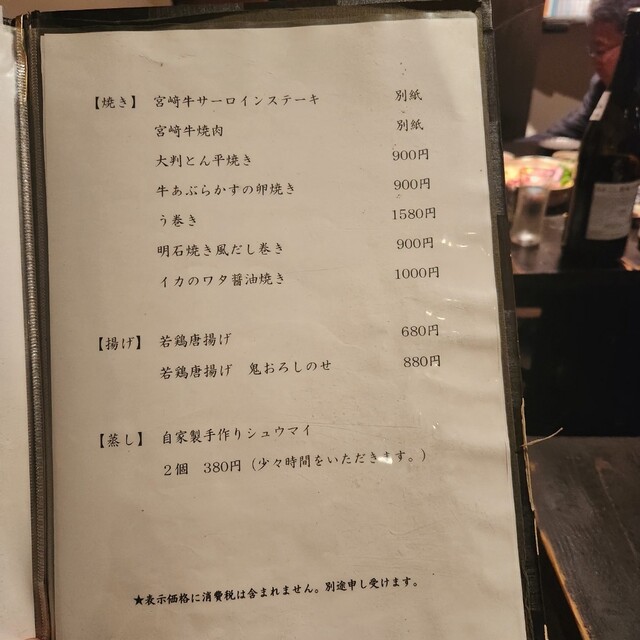 【焼き】 宮崎牛サーロインステーキ 別紙
宮崎牛焼肉 別紙
大判とん平焼き 900円
牛あぶらかすの卵焼き 900円
う巻き 1580円
明石焼き風だし巻き 900円
イカのワタ醤油焼き 1000円
【揚げ】 若鶏唐揚げ 680円
若鶏唐揚げ 鬼おろしのせ 880円
【蒸し】 自家製手作りシュウマイ
２個 380円（少々時間をいただきます。）
★表示価格に消費税は含まれません。別途申し受けます。